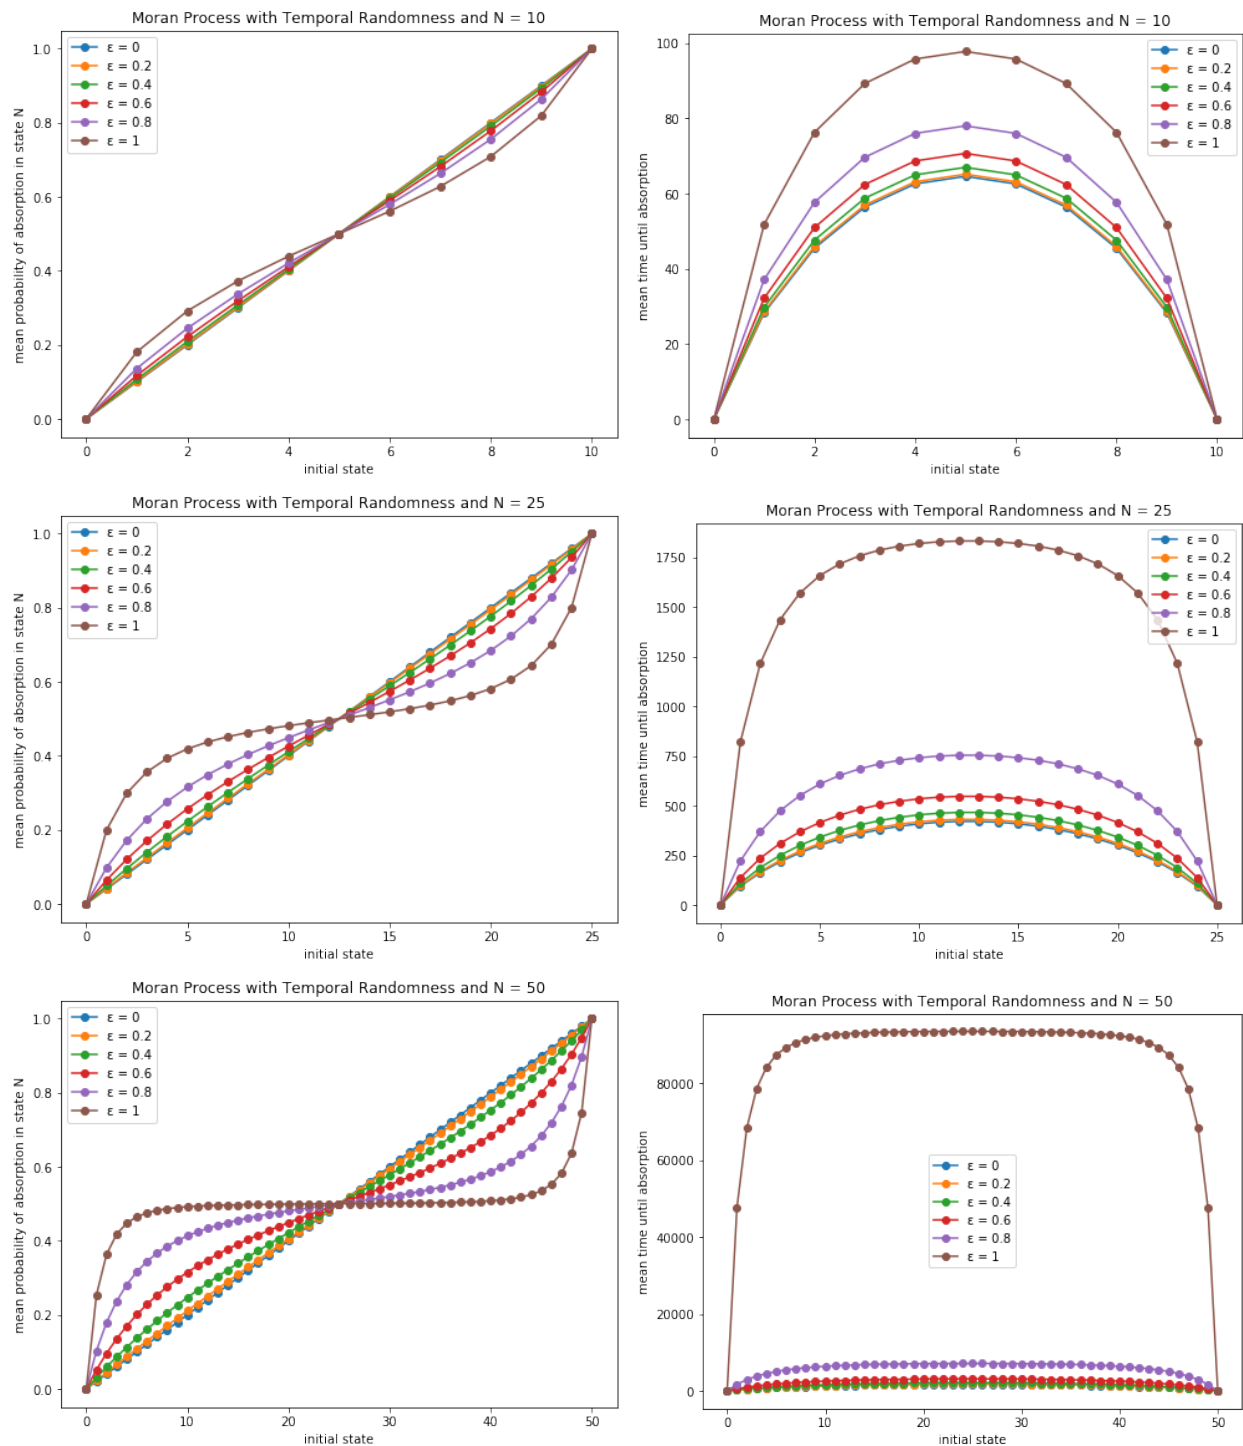 Moran Process with Temporal Randomness and N = 10
mean probability of absorption in state N
1.0
0.8
0.6
0.4
0.2
0.0
ε = 0
ε = 0.2
ε = 0.4
ε = 0.6
ε = 0.8
ε = 1
0 2 4 6 8 10
initial state
Moran Process with Temporal Randomness and N = 10
mean time until absorption
100
80
60
40
20
0
ε = 0
ε = 0.2
ε = 0.4
ε = 0.6
ε = 0.8
ε = 1
0 2 4 6 8 10
initial state
Moran Process with Temporal Randomness and N = 25
mean probability of absorption in state N
1.0
0.8
0.6
0.4
0.2
0.0
ε = 0
ε = 0.2
ε = 0.4
ε = 0.6
ε = 0.8
ε = 1
0 5 10 15 20 25
initial state
Moran Process with Temporal Randomness and N = 25
mean time until absorption
1750
1500
1250
1000
750
500
250
0
ε = 0
ε = 0.2
ε = 0.4
ε = 0.6
ε = 0.8
ε = 1
0 5 10 15 20 25
initial state
Moran Process with Temporal Randomness and N = 50
mean probability of absorption in state N
1.0
0.8
0.6
0.4
0.2
0.0
ε = 0
ε = 0.2
ε = 0.4
ε = 0.6
ε = 0.8
ε = 1
0 10 20 30 40 50
initial state
Moran Process with Temporal Randomness and N = 50
mean time until absorption
80000
60000
40000
20000
0
ε = 0
ε = 0.2
ε = 0.4
ε = 0.6
ε = 0.8
ε = 1
0 10 20 30 40 50
initial state